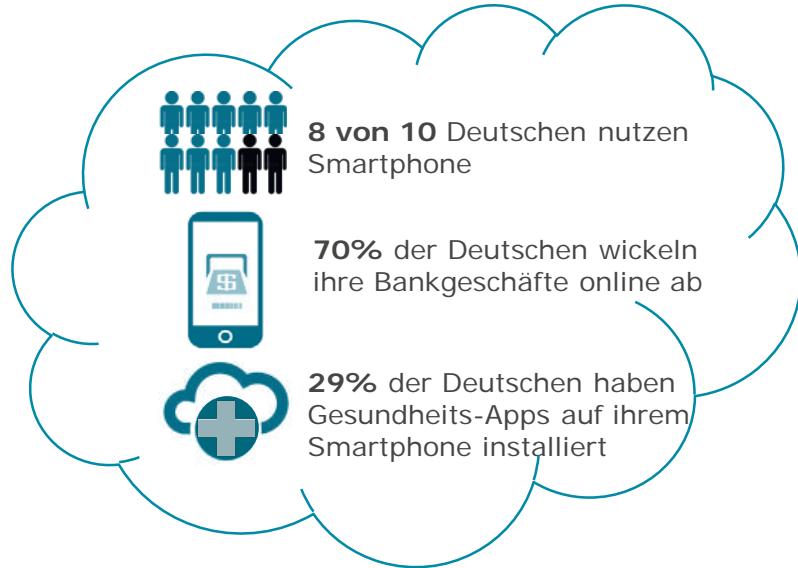 8 von 10 Deutschen nutzen
Smartphone
70% der Deutschen wickeln
ihre Bankgeschäfte online ab
$
29% der Deutschen haben
Gesundheits-Apps auf ihrem
Smartphone installiert